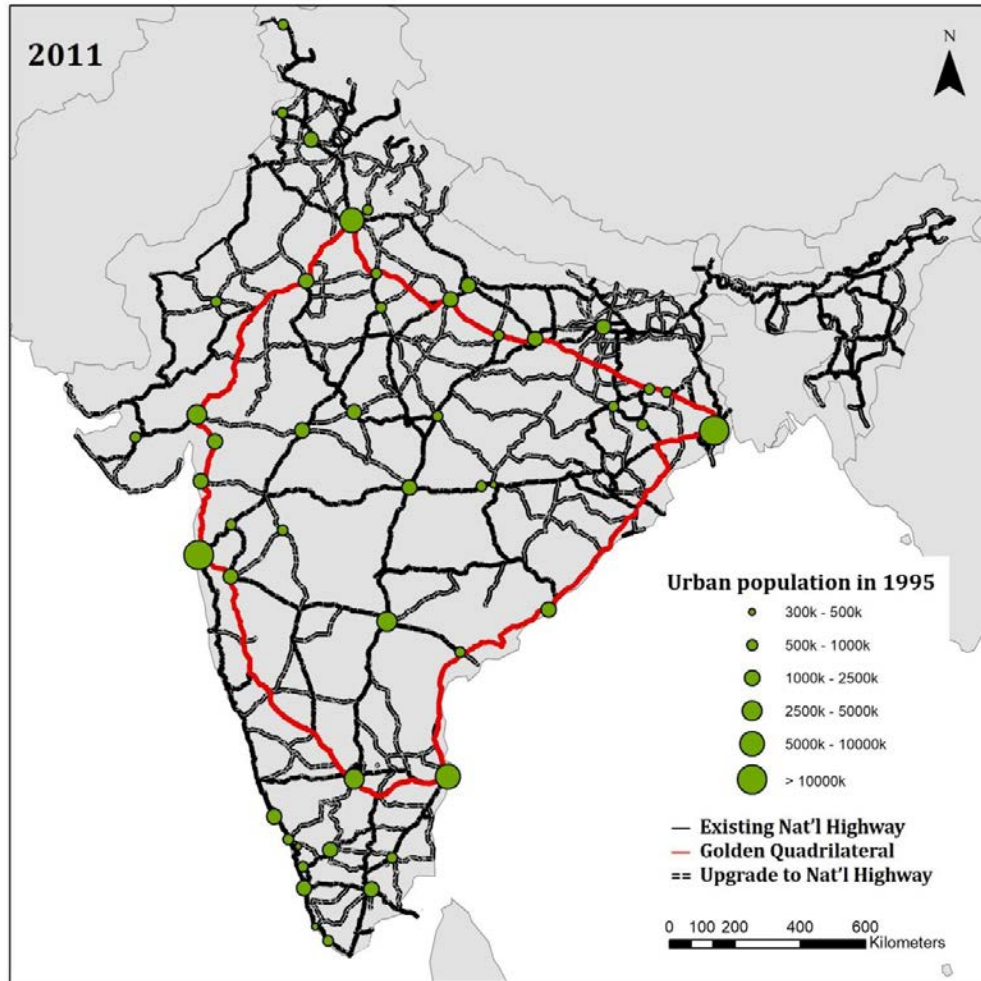 2011
N
Urban population in 1995
300k - 500k
500k - 1000k
1000k - 2500k
2500k - 5000k
5000k - 10000k
> 10000k
Existing Nat'l Highway
Golden Quadrilateral
Upgrade to Nat'l Highway
0 100 200 400 600
Kilometers